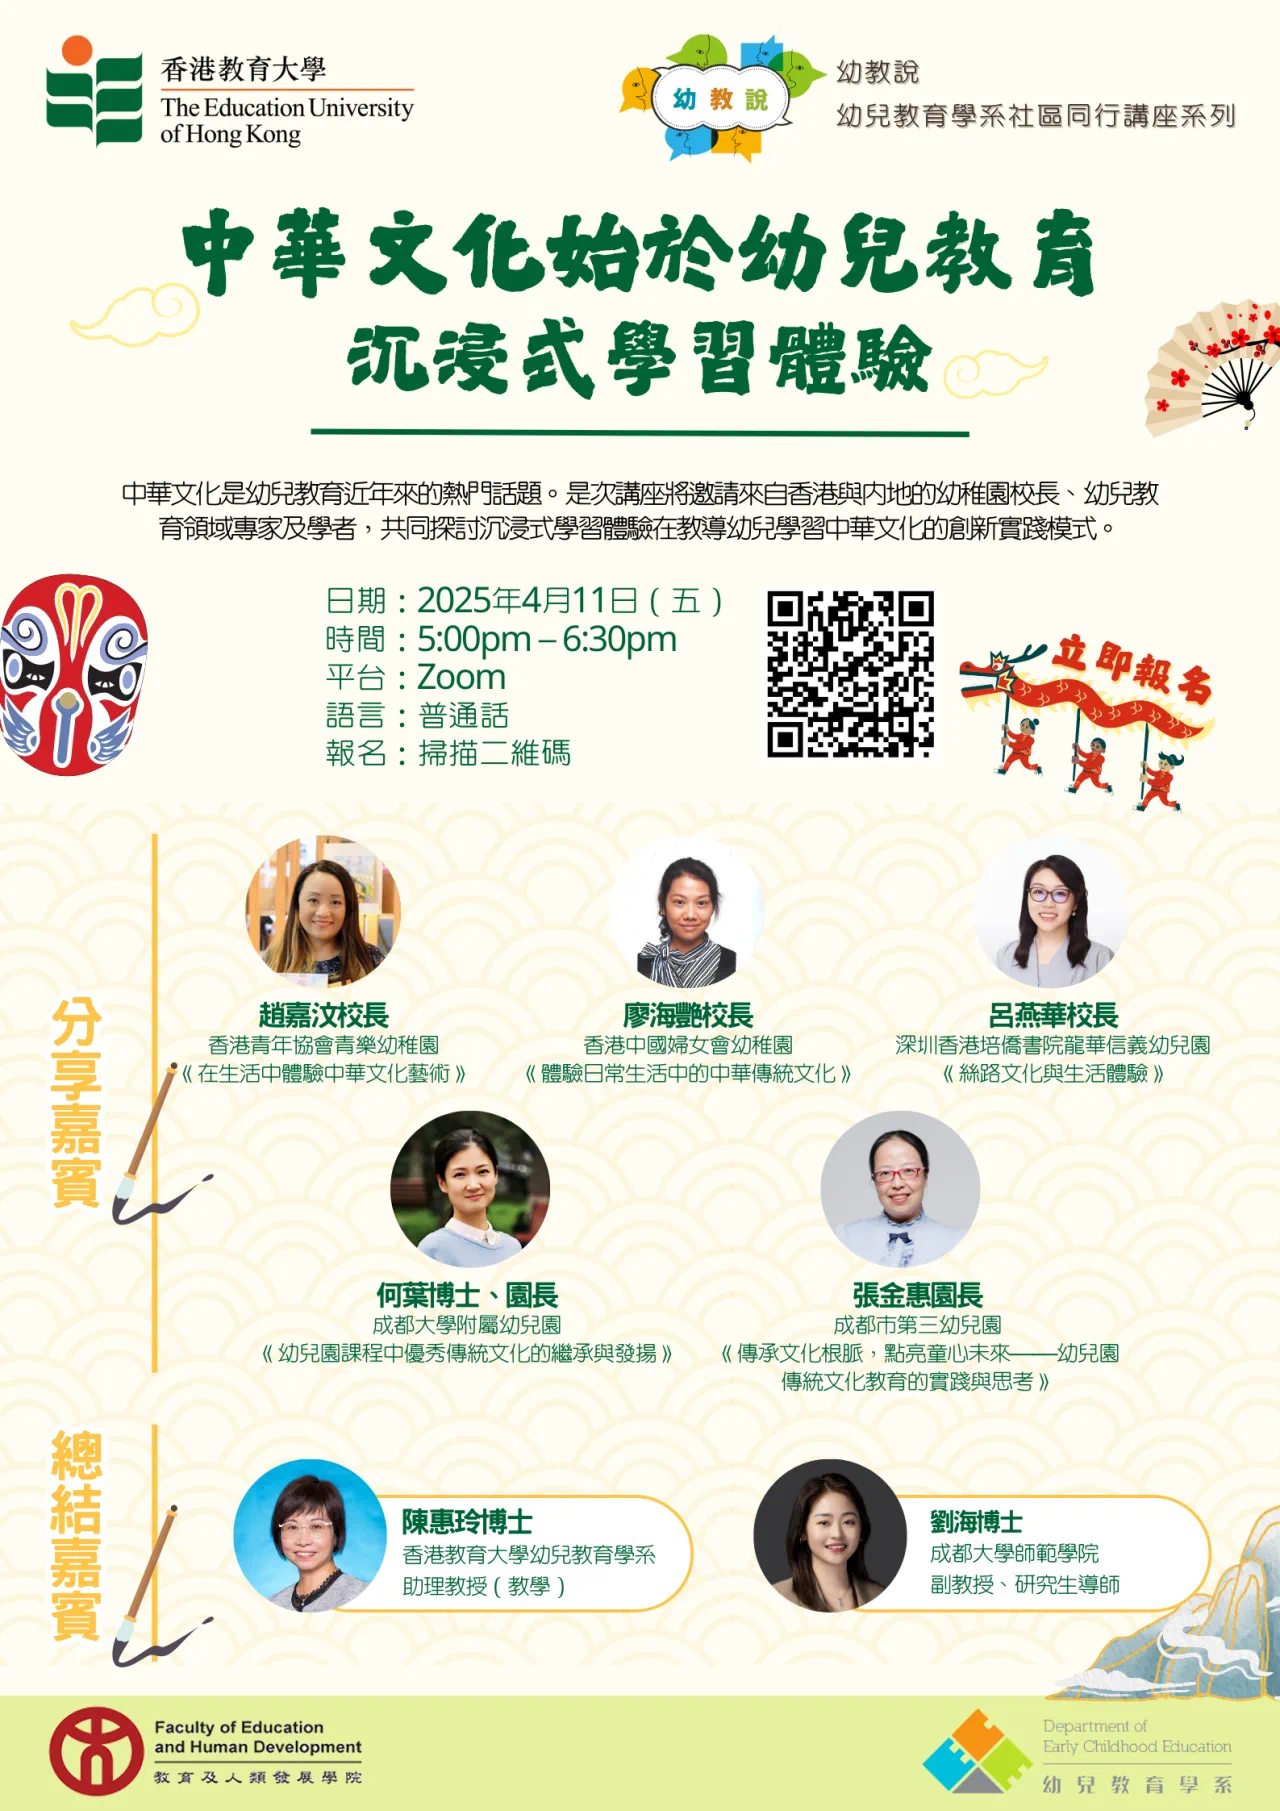 香港教育大學
The Education University
of Hong Kong
幼教說
幼教說
幼兒教育學系社區同行講座系列
中華文化始於幼兒教育
沉浸式學習體驗
中華文化是幼兒教育近年來的熱門話題。是次講座將邀請來自香港與內地的幼稚園校長、幼兒教
育領域專家及學者，共同探討沉浸式學習體驗在教導幼兒學習中華文化的創新實踐模式。
日期：2025年4月11日（五）
時間：5:00pm – 6:30pm
平台：Zoom
語言：普通話
報名：掃描二維碼
立即報名
分享嘉賓
趙嘉汶校長
香港青年協會青樂幼稚園
《在生活中體驗中華文化藝術》
廖海艷校長
香港中國婦女會幼稚園
《體驗日常生活中的中華傳統文化》
呂燕華校長
深圳香港培僑書院龍華信義幼兒園
《絲路文化與生活體驗》
何葉博士、園長
成都大學附屬幼兒園
《幼兒園課程中優秀傳統文化的繼承與發揚》
張金惠園長
成都市第三幼兒園
《傳承文化根脈，點亮童心未來——幼兒園
傳統文化教育的實踐與思考》
總結嘉賓
陳惠玲博士
香港教育大學幼兒教育學系
助理教授（教學）
劉海博士
成都大學師範學院
副教授、研究生導師
Faculty of Education
and Human Development
教育及人類發展學院
Department of
Early Childhood Education
幼兒教育學系